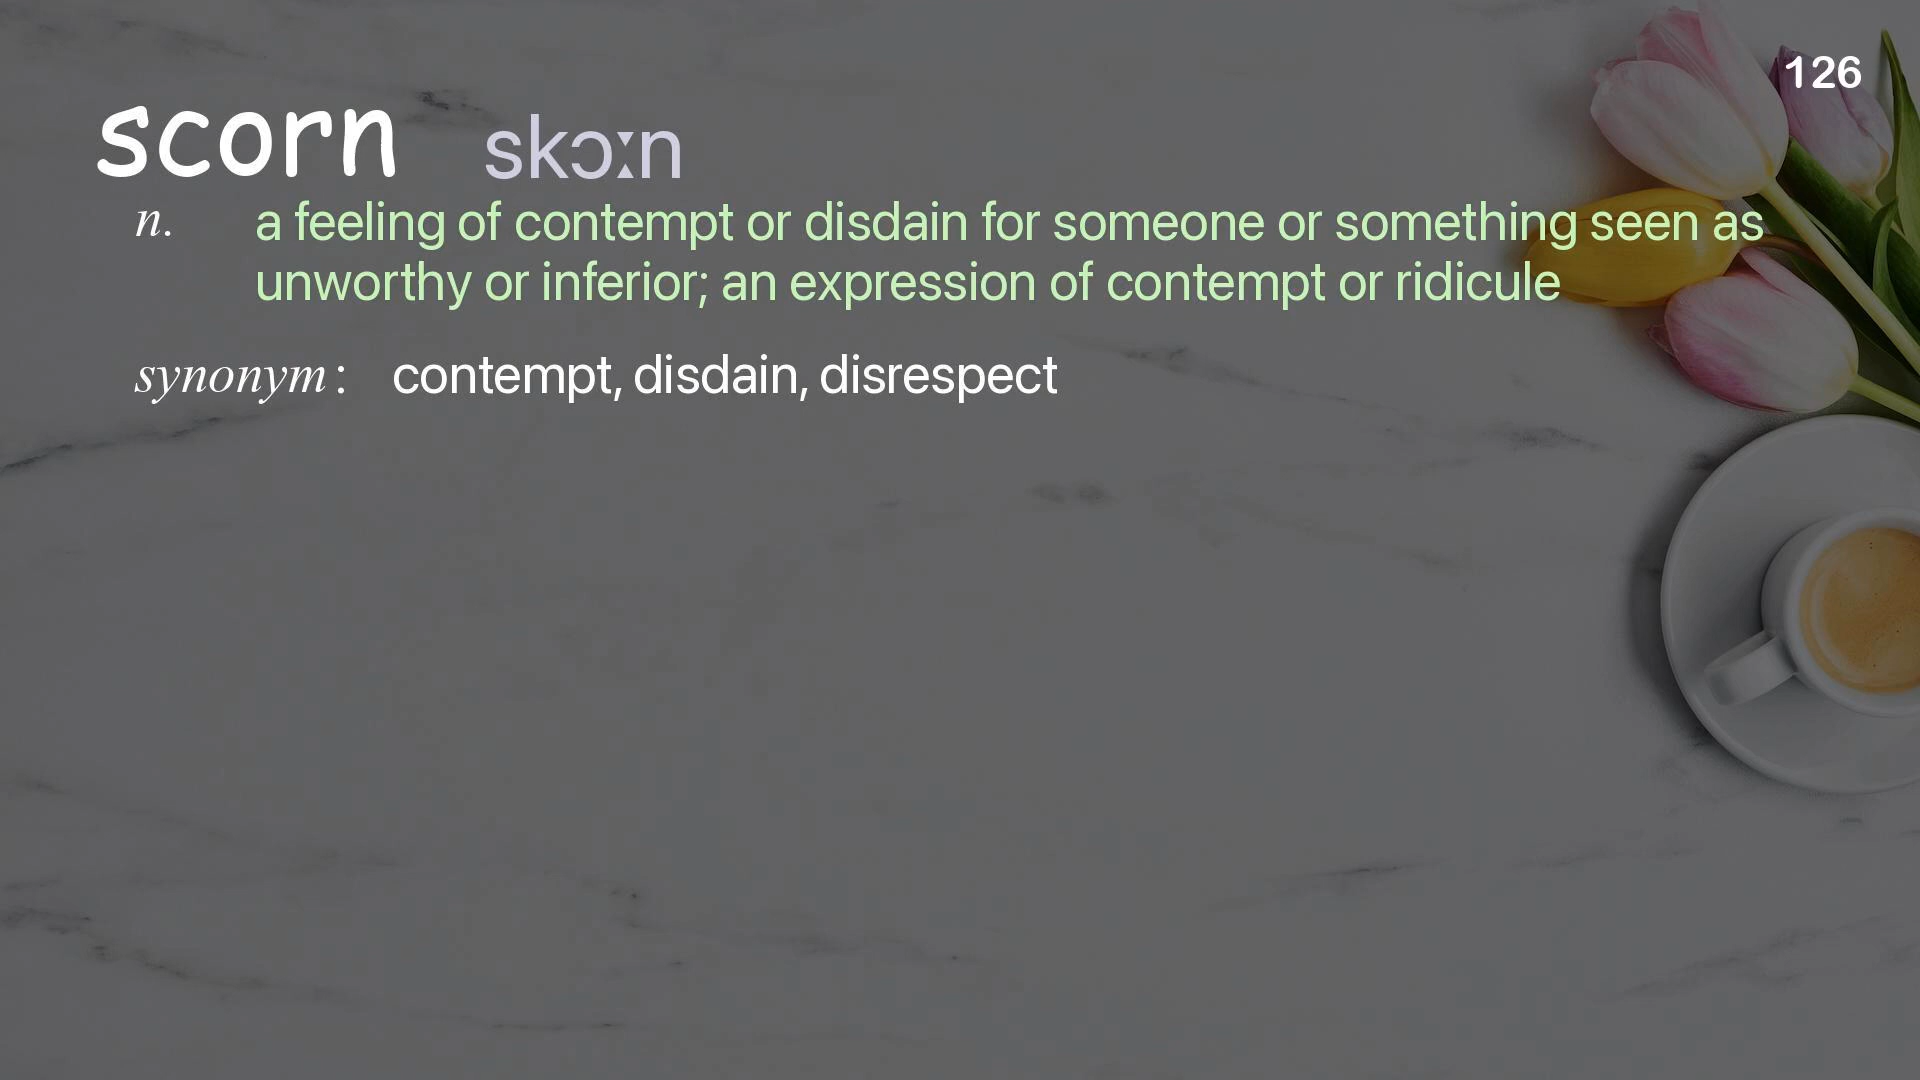 126
scorn skɔːn
n. a feeling of contempt or disdain for someone or something seen as
unworthy or inferior; an expression of contempt or ridicule
synonym: contempt, disdain, disrespect